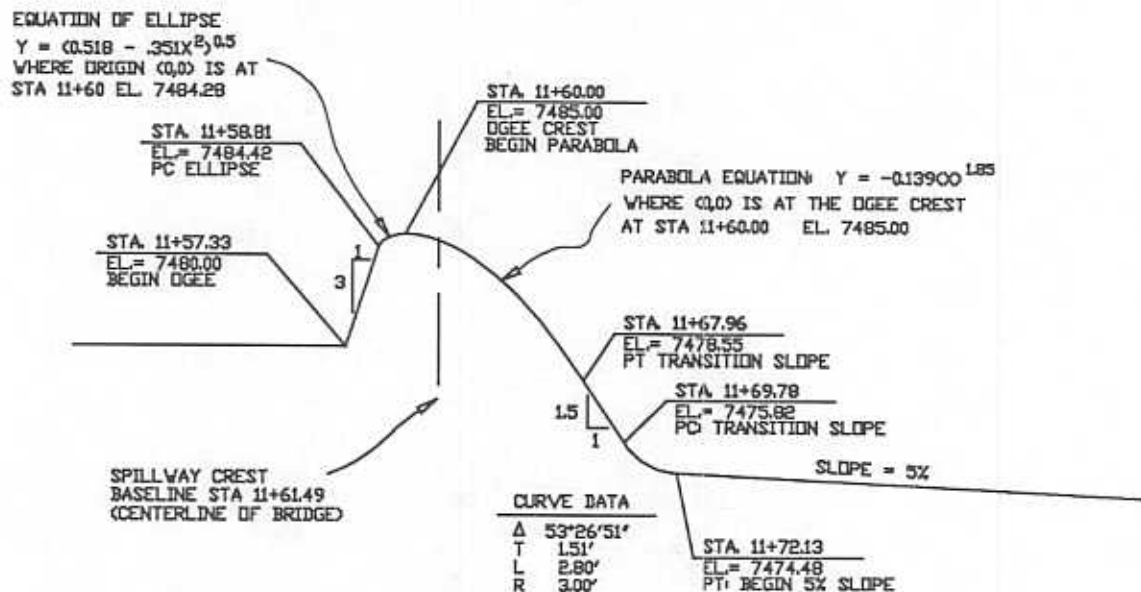 EQUATION OF ELLIPSE
Y = (0.518 - .351X²)^0.5
WHERE ORIGIN (0,0) IS AT
STA 11+60 EL. 7484.28
STA. 11+58.81
EL.= 7484.42
PC ELLIPSE
STA. 11+60.00
EL.= 7485.00
OGEE CREST
BEGIN PARABOLA
PARABOLA EQUATION: Y = -0.139(X)^1.85
WHERE (0,0) IS AT THE OGEE CREST
AT STA 11+60.00 EL. 7485.00
STA. 11+57.33
EL.= 7480.00
BEGIN OGEE
1
3
STA. 11+67.96
EL.= 7478.55
PT TRANSITION SLOPE
1.5
1
STA. 11+69.78
EL.= 7475.82
PC: TRANSITION SLOPE
SLOPE = 5%
SPILLWAY CREST
BASELINE STA 11+61.49
(CENTERLINE OF BRIDGE)
CURVE DATA
Δ 53°26'51"
T 1.51'
L 2.80'
R 3.00'
STA. 11+72.13
EL.= 7474.48
PT: BEGIN 5% SLOPE